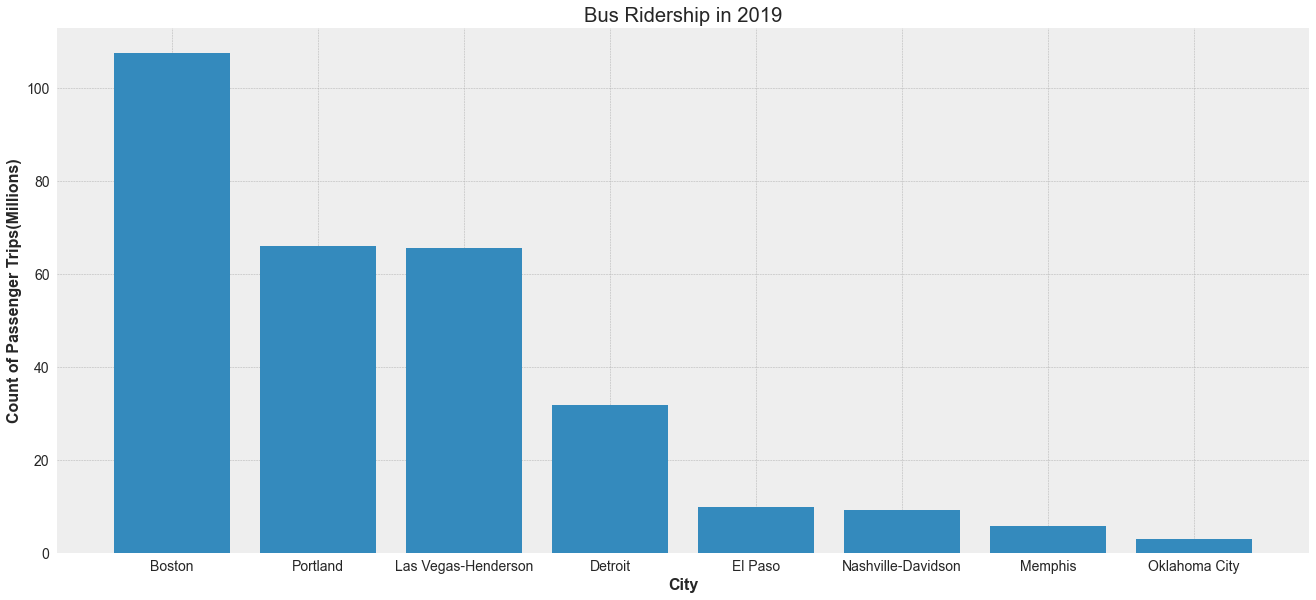 Bus Ridership in 2019
Count of Passenger Trips(Millions)
100
80
60
40
20
0
Boston Portland Las Vegas-Henderson Detroit El Paso Nashville-Davidson Memphis Oklahoma City
City